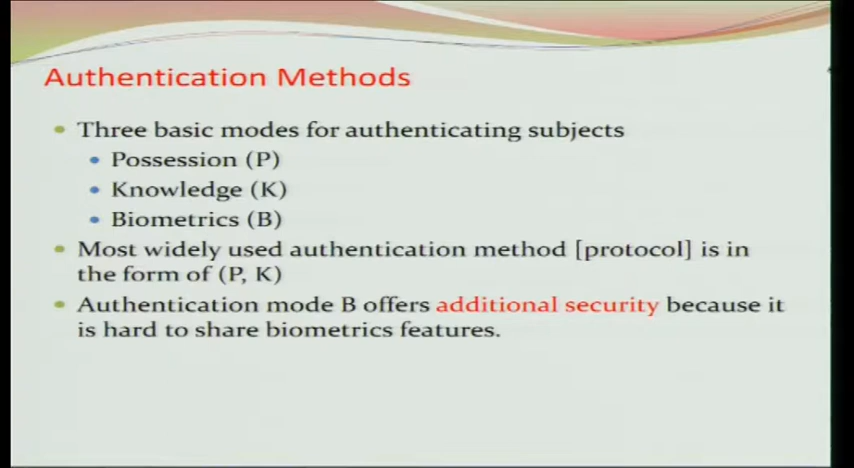 Authentication Methods
Three basic modes for authenticating subjects
Possession (P)
Knowledge (K)
Biometrics (B)
Most widely used authentication method [protocol] is in
the form of (P, K)
Authentication mode B offers additional security because it
is hard to share biometrics features.